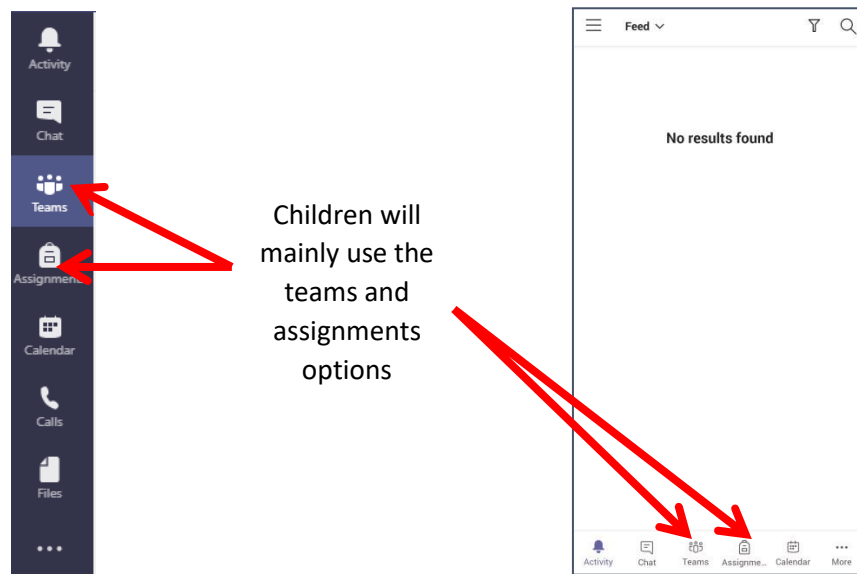 Activity
Chat
Teams
Assignment
Calendar
Calls
Files
Children will
mainly use the
teams and
assignments
options
Feed
No results found
Activity
Chat
Teams
Assignme...
Calendar
More